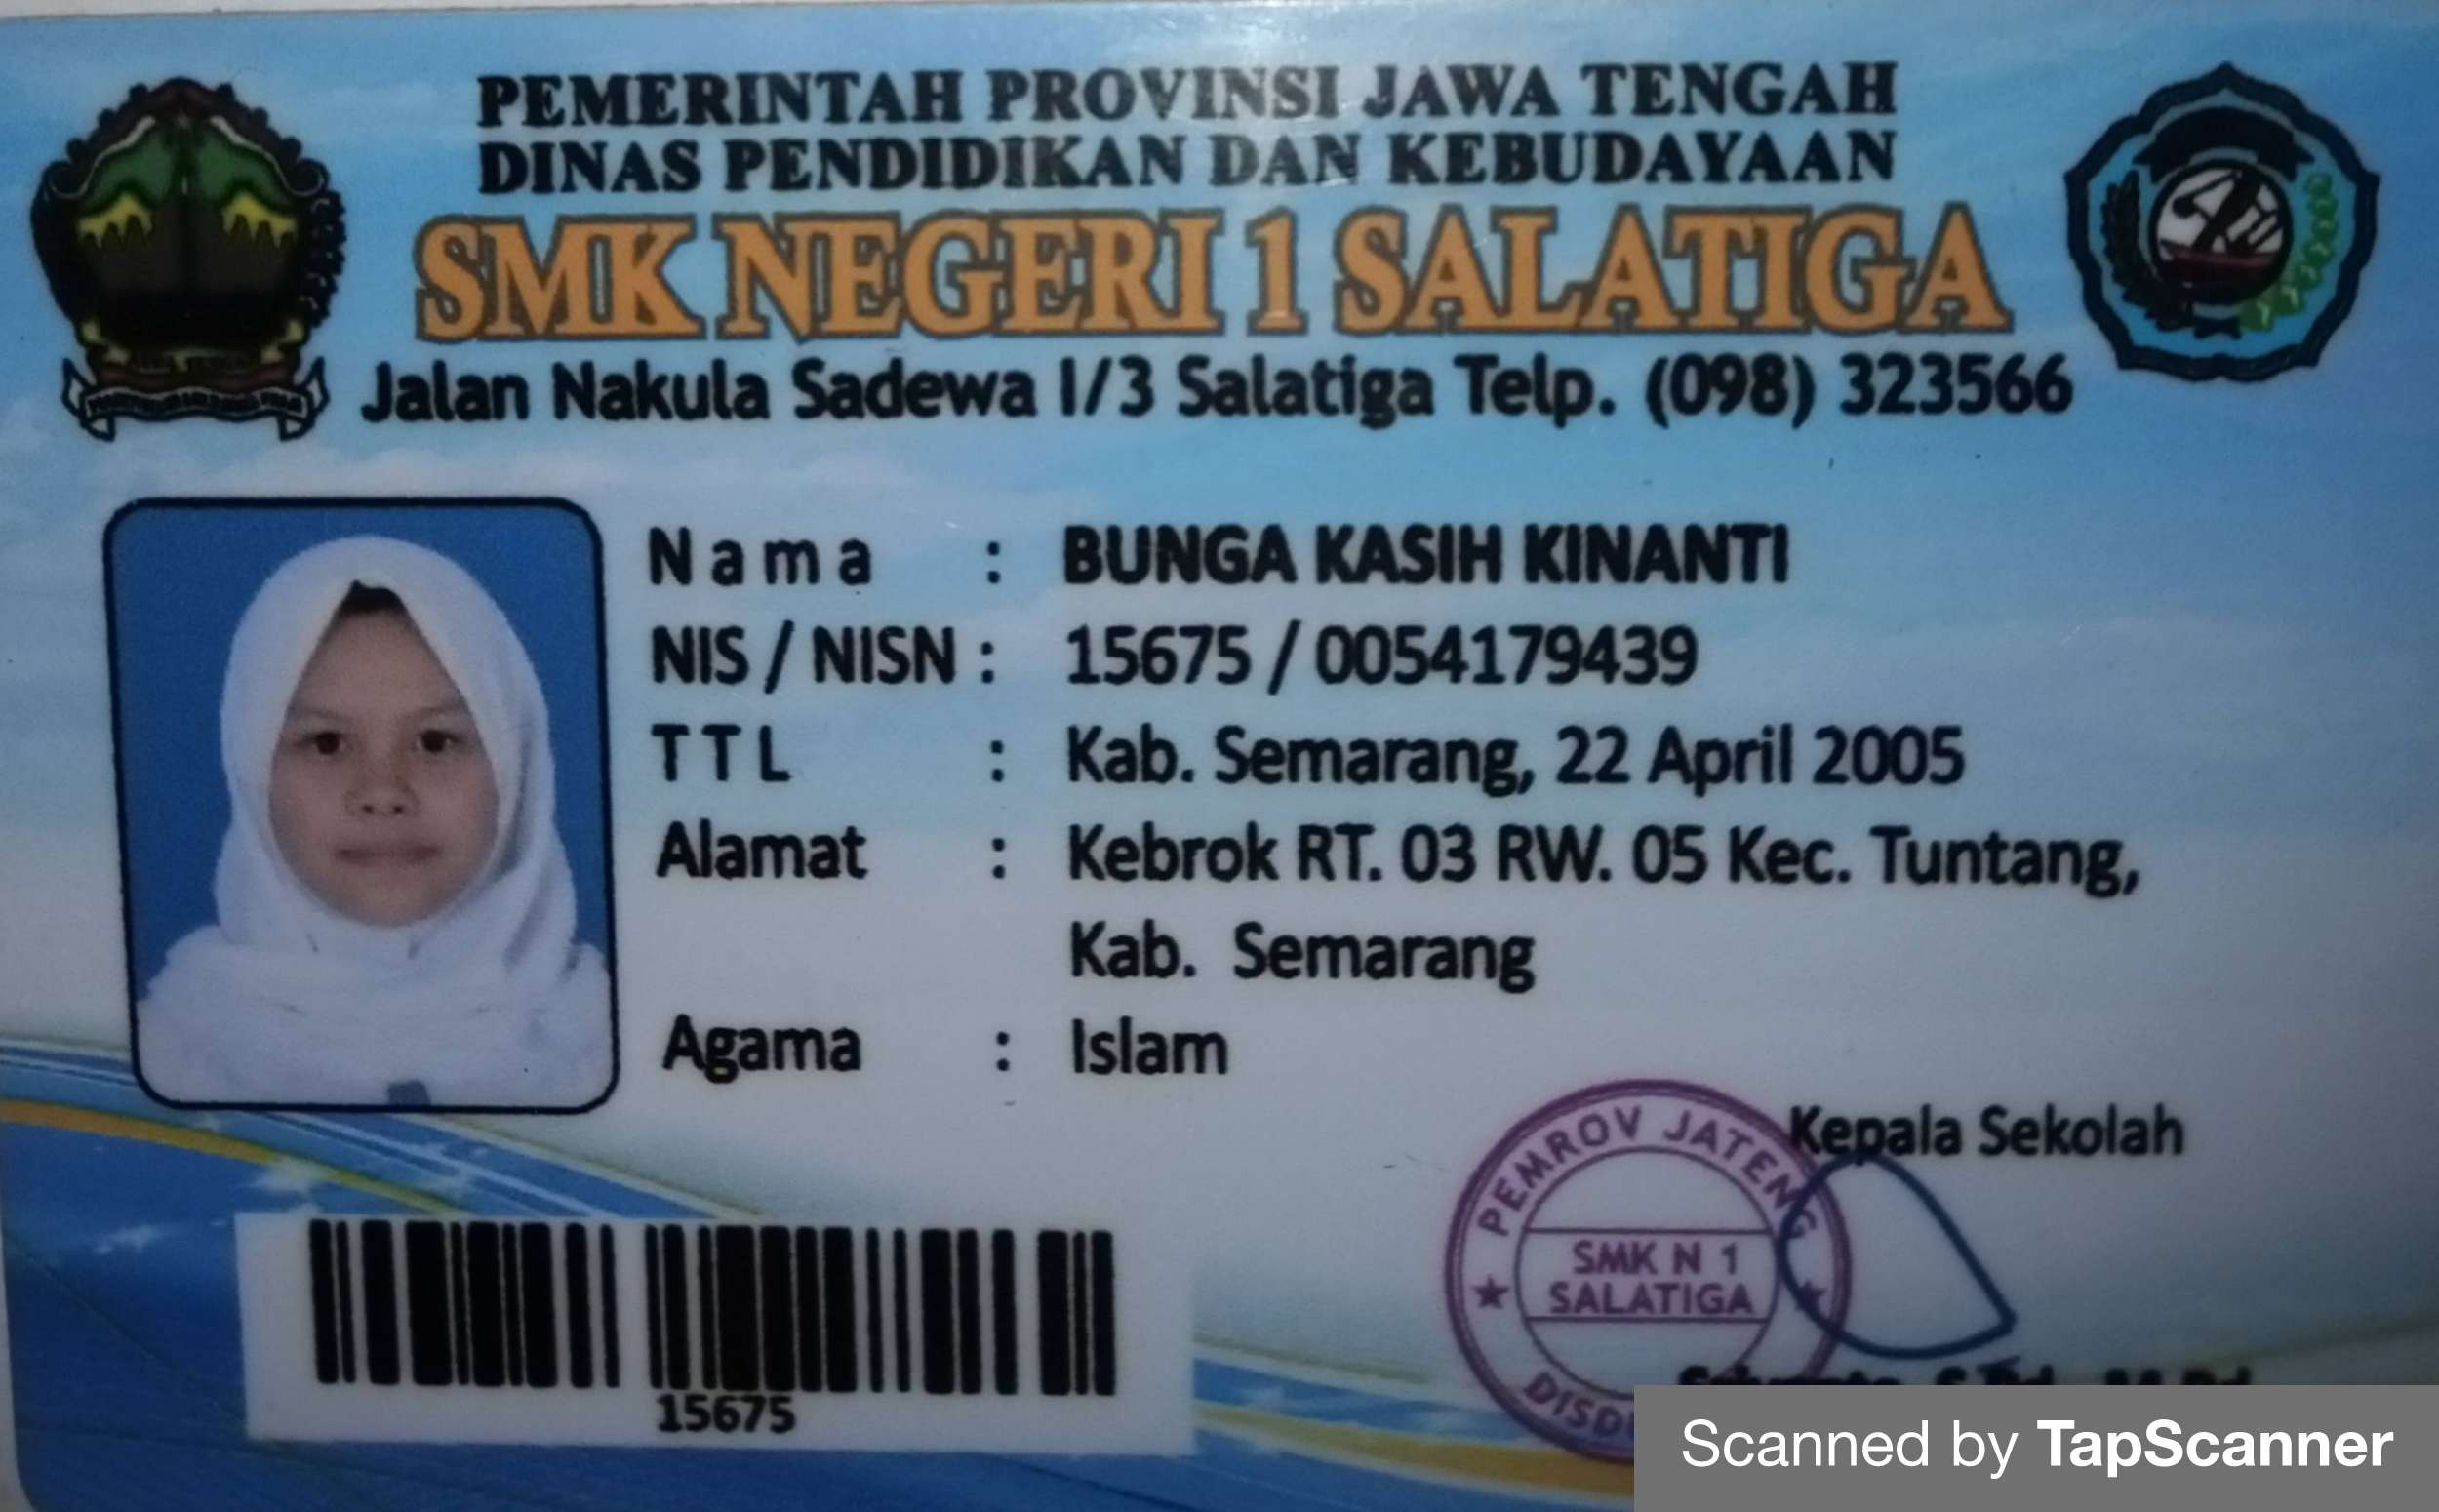 PEMERINTAH PROVINSI JAWA TENGAH
DINAS PENDIDIKAN DAN KEBUDAYAAN
SMK NEGERI 1 SALATIGA
Jalan Nakula Sadewa I/3 Salatiga Telp. (098) 323566
Nama : BUNGA KASIH KINANTI
NIS / NISN : 15675 / 0054179439
TTL : Kab. Semarang, 22 April 2005
Alamat : Kebrok RT. 03 RW. 05 Kec. Tuntang,
Kab. Semarang
Agama : Islam
Kepala Sekolah
PEMROV JATENG
SMK N 1
SALATIGA
15675
Scanned by TapScanner